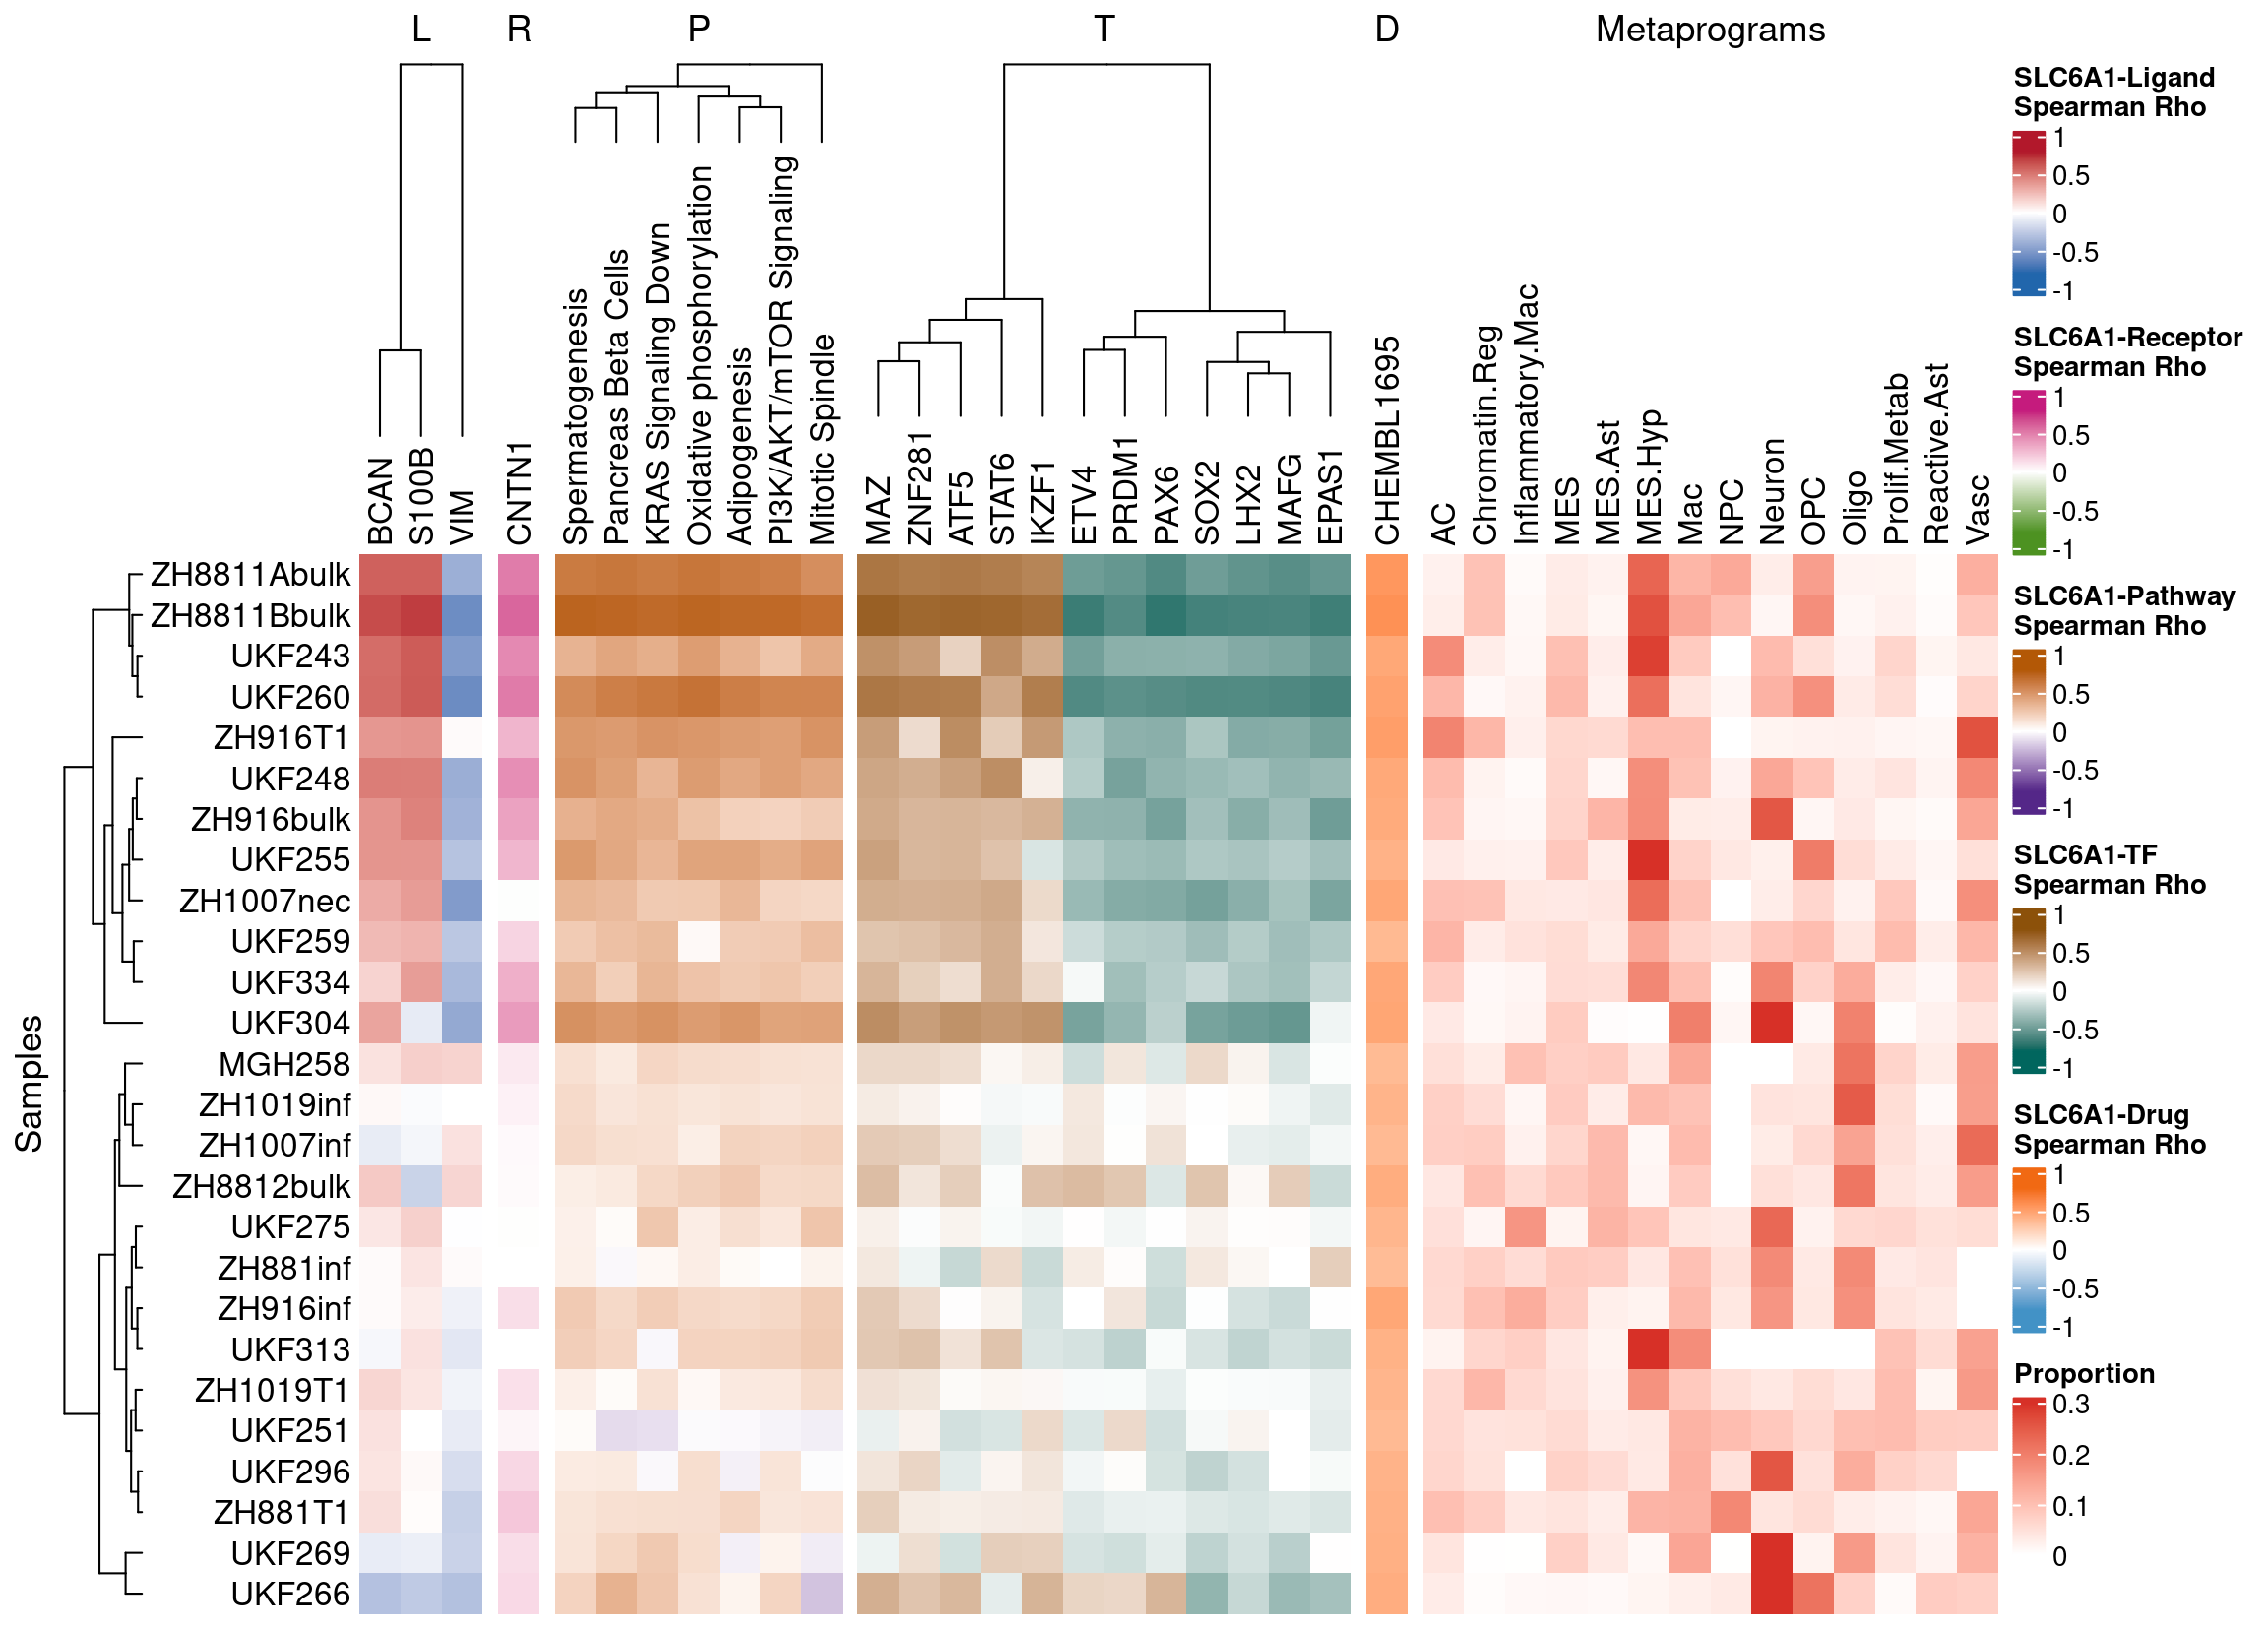 L
R
P
T
D
Metaprograms
BCAN
S100B
VIM
CNTN1
Spermatogenesis
Pancreas Beta Cells
KRAS Signaling Down
Oxidative phosphorylation
Adipogenesis
PI3K/AKT/mTOR Signaling
Mitotic Spindle
MAZ
ZNF281
ATF5
STAT6
IKZF1
ETV4
PRDM1
PAX6
SOX2
LHX2
MAFG
EPAS1
CHEMBL1695
AC
Chromatin.Reg
Inflammatory.Mac
MES
MES.Ast
MES.Hyp
Mac
NPC
Neuron
OPC
Oligo
Prolif.Metab
Reactive.Ast
Vasc
Samples
ZH8811Abulk
ZH8811Bbulk
UKF243
UKF260
ZH916T1
UKF248
ZH916bulk
UKF255
ZH1007nec
UKF259
UKF334
UKF304
MGH258
ZH1019inf
ZH1007inf
ZH8812bulk
UKF275
ZH881inf
ZH916inf
UKF313
ZH1019T1
UKF251
UKF296
ZH881T1
UKF269
UKF266
SLC6A1-Ligand
Spearman Rho
1
0.5
0
-0.5
-1
SLC6A1-Receptor
Spearman Rho
1
0.5
0
-0.5
-1
SLC6A1-Pathway
Spearman Rho
1
0.5
0
-0.5
-1
SLC6A1-TF
Spearman Rho
1
0.5
0
-0.5
-1
SLC6A1-Drug
Spearman Rho
1
0.5
0
-0.5
-1
Proportion
0.3
0.2
0.1
0